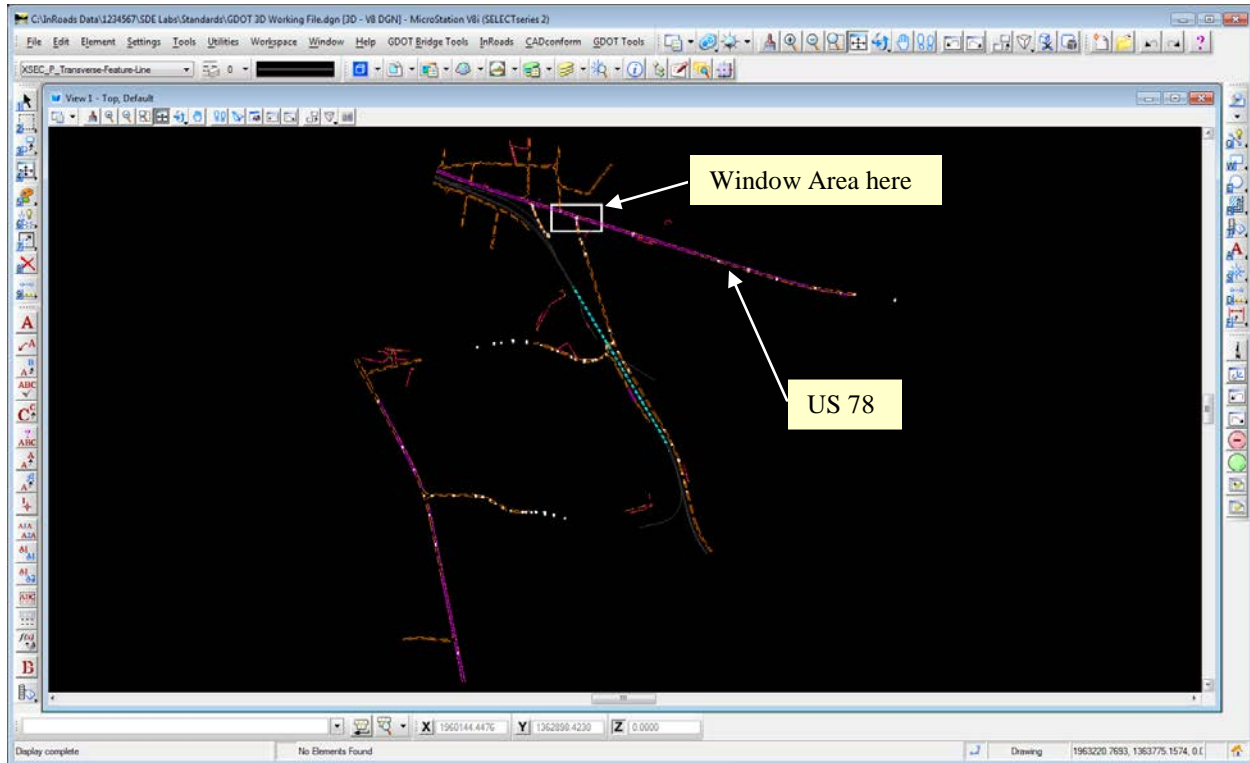 C:\InRoads Data\1234567\SDE Labs\Standards\GDOT 3D Working File.dgn [3D - V8 DGN] - MicroStation V8i (SELECTseries 2)
File Edit Element Settings Tools Utilities Workspace Window Help GDOT Bridge Tools InRoads CADconform GDOT Tools
XSEC_P_Transverse-Feature-Line 0
View 1 - Top, Default
Window Area here
US 78
X 1960144.4476 Y 1362898.4230 Z 0.0000
Display complete No Elements Found Drawing 1963220.7693, 1363775.1574, 0.(